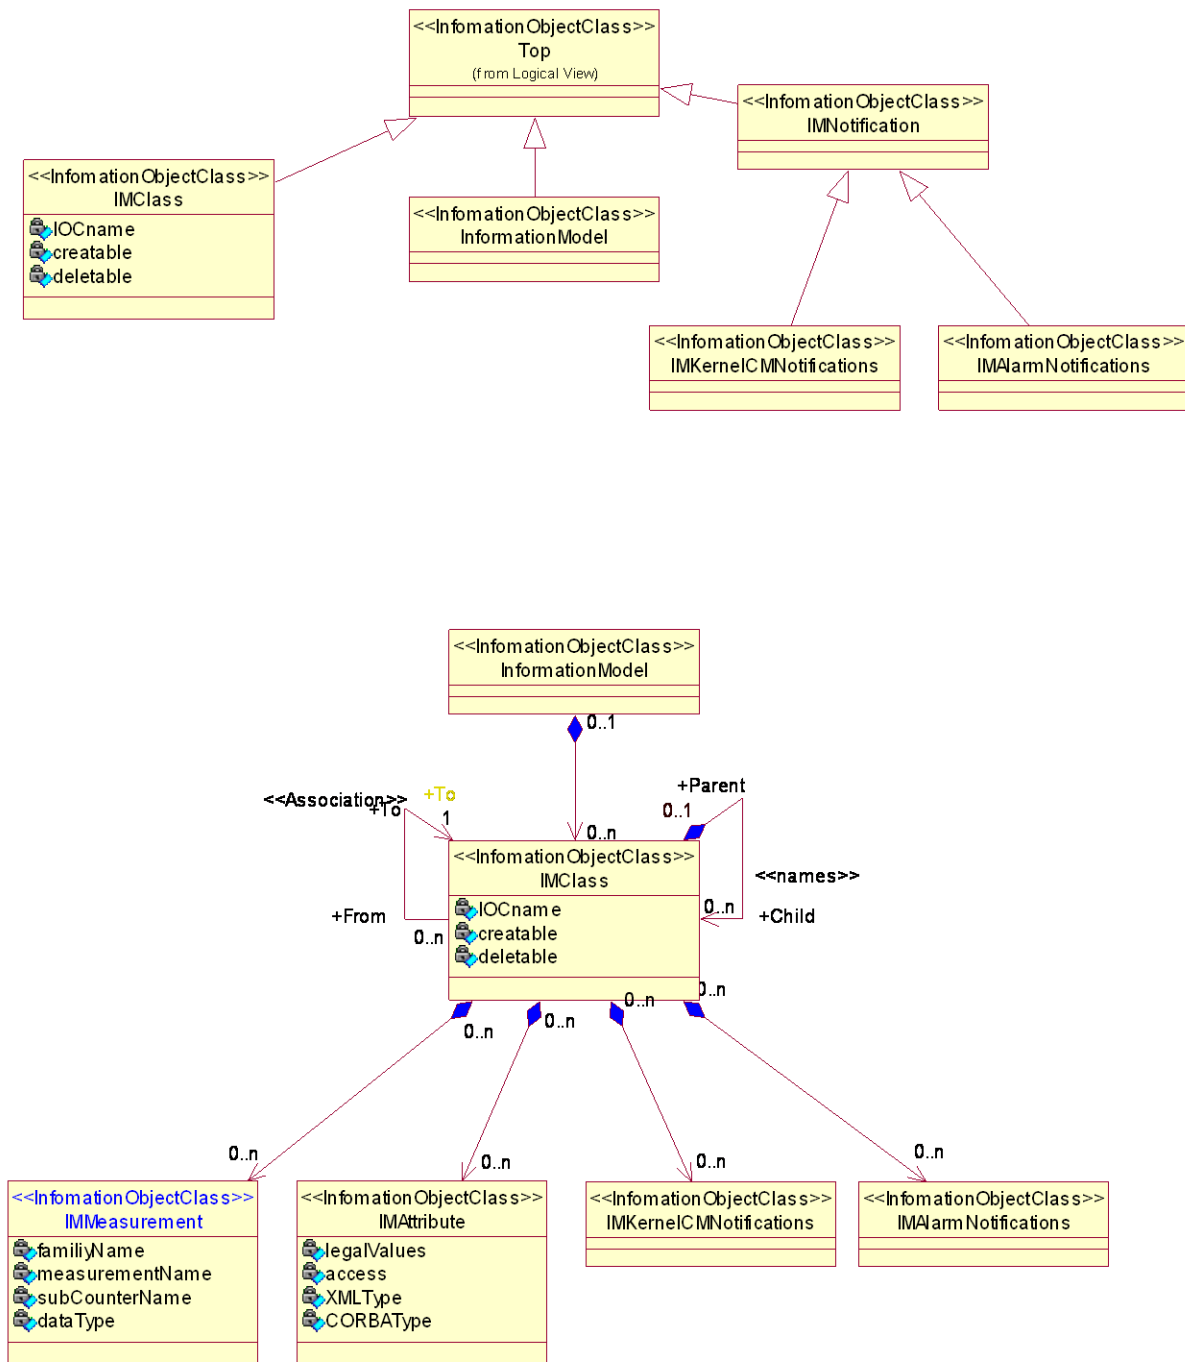 <<InfomationObjectClass>>
Top
(from Logical View)
<<InfomationObjectClass>>
IMNotification
<<InfomationObjectClass>>
IMClass
IOCname
creatable
deletable
<<InfomationObjectClass>>
InformationModel
<<InfomationObjectClass>>
IMKernelCMNotifications
<<InfomationObjectClass>>
IMAlarmNotifications
<<InfomationObjectClass>>
InformationModel
0..1
+Parent
<<Association>>
+To
+To
1
0..1
0..n
<<InfomationObjectClass>>
IMClass
IOCname
creatable
deletable
<<names>>
+From
0..n
0..n
+Child
0..n
0..n
0..n
0..n
0..n
0..n
0..n
0..n
<<InfomationObjectClass>>
IMMeasurement
familiyName
measurementName
subCounterName
dataType
<<InfomationObjectClass>>
IMAttribute
legalValues
access
XMLType
CORBAType
<<InfomationObjectClass>>
IMKernelCMNotifications
<<InfomationObjectClass>>
IMAlarmNotifications